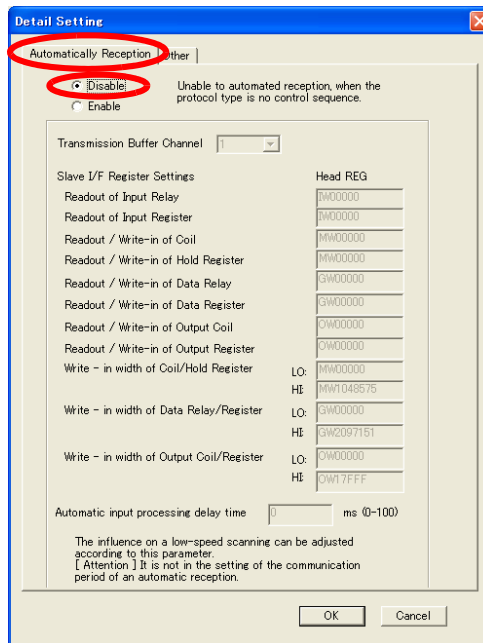 Detail Setting
Automatically Reception Other
Disable
Enable
Unable to automated reception, when the
protocol type is no control sequence.
Transmission Buffer Channel 1
Slave I/F Register Settings Head REG
Readout of Input Relay IW00000
Readout of Input Register IW00000
Readout / Write-in of Coil MW00000
Readout / Write-in of Hold Register MW00000
Readout / Write-in of Data Relay GW00000
Readout / Write-in of Data Register GW00000
Readout / Write-in of Output Coil OW00000
Readout / Write-in of Output Register OW00000
Write - in width of Coil/Hold Register LO: MW00000
HI: MW1048575
Write - in width of Data Relay/Register LO: GW00000
HI: GW2097151
Write - in width of Output Coil/Register LO: OW00000
HI: OW17FFF
Automatic input processing delay time 0 ms (0-100)
The influence on a low-speed scanning can be adjusted
according to this parameter.
[ Attention ] It is not in the setting of the communication
period of an automatic reception.
OK Cancel